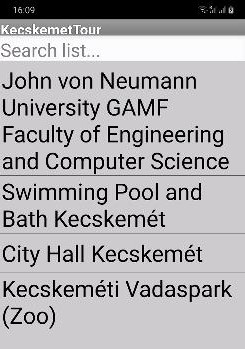 16:09
KecskemetTour
Search list...
John von Neumann
University GAMF
Faculty of Engineering
and Computer Science
Swimming Pool and
Bath Kecskemét
City Hall Kecskemét
Kecskeméti Vadaspark
(Zoo)